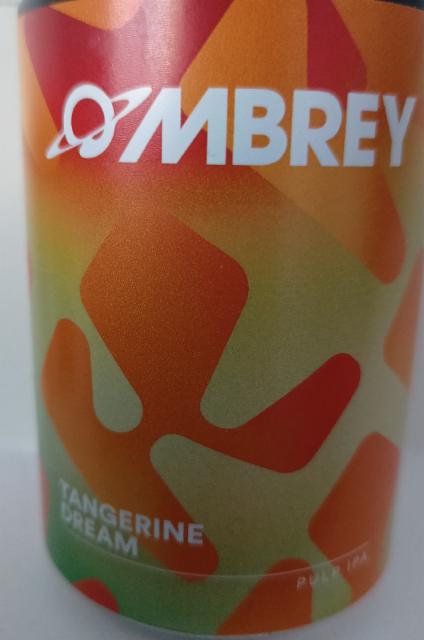 OMBREY
TANGERINE
DREAM
PULP IPA